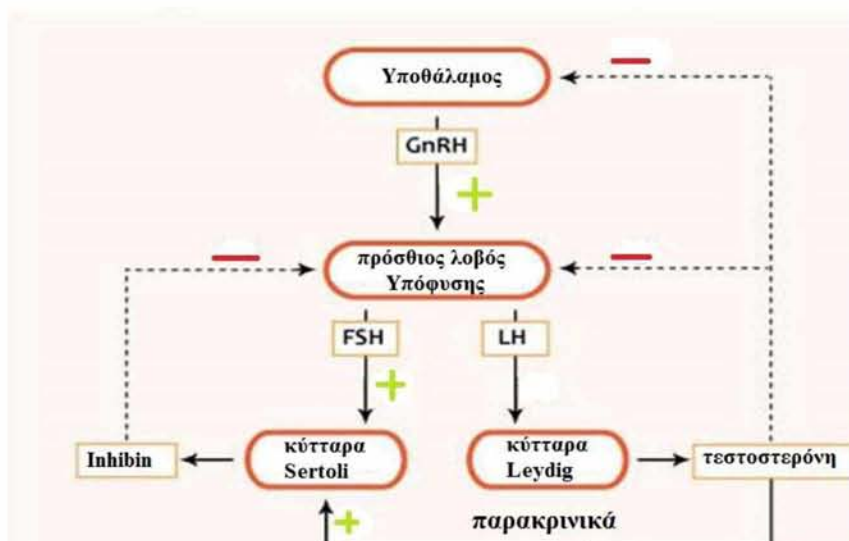 Υποθάλαμος
GnRH
πρόσθιος λοβός
Υπόφυσης
FSH
LH
Inhibin
κύτταρα
Sertoli
κύτταρα
Leydig
τεστοστερόνη
παρακρινικά